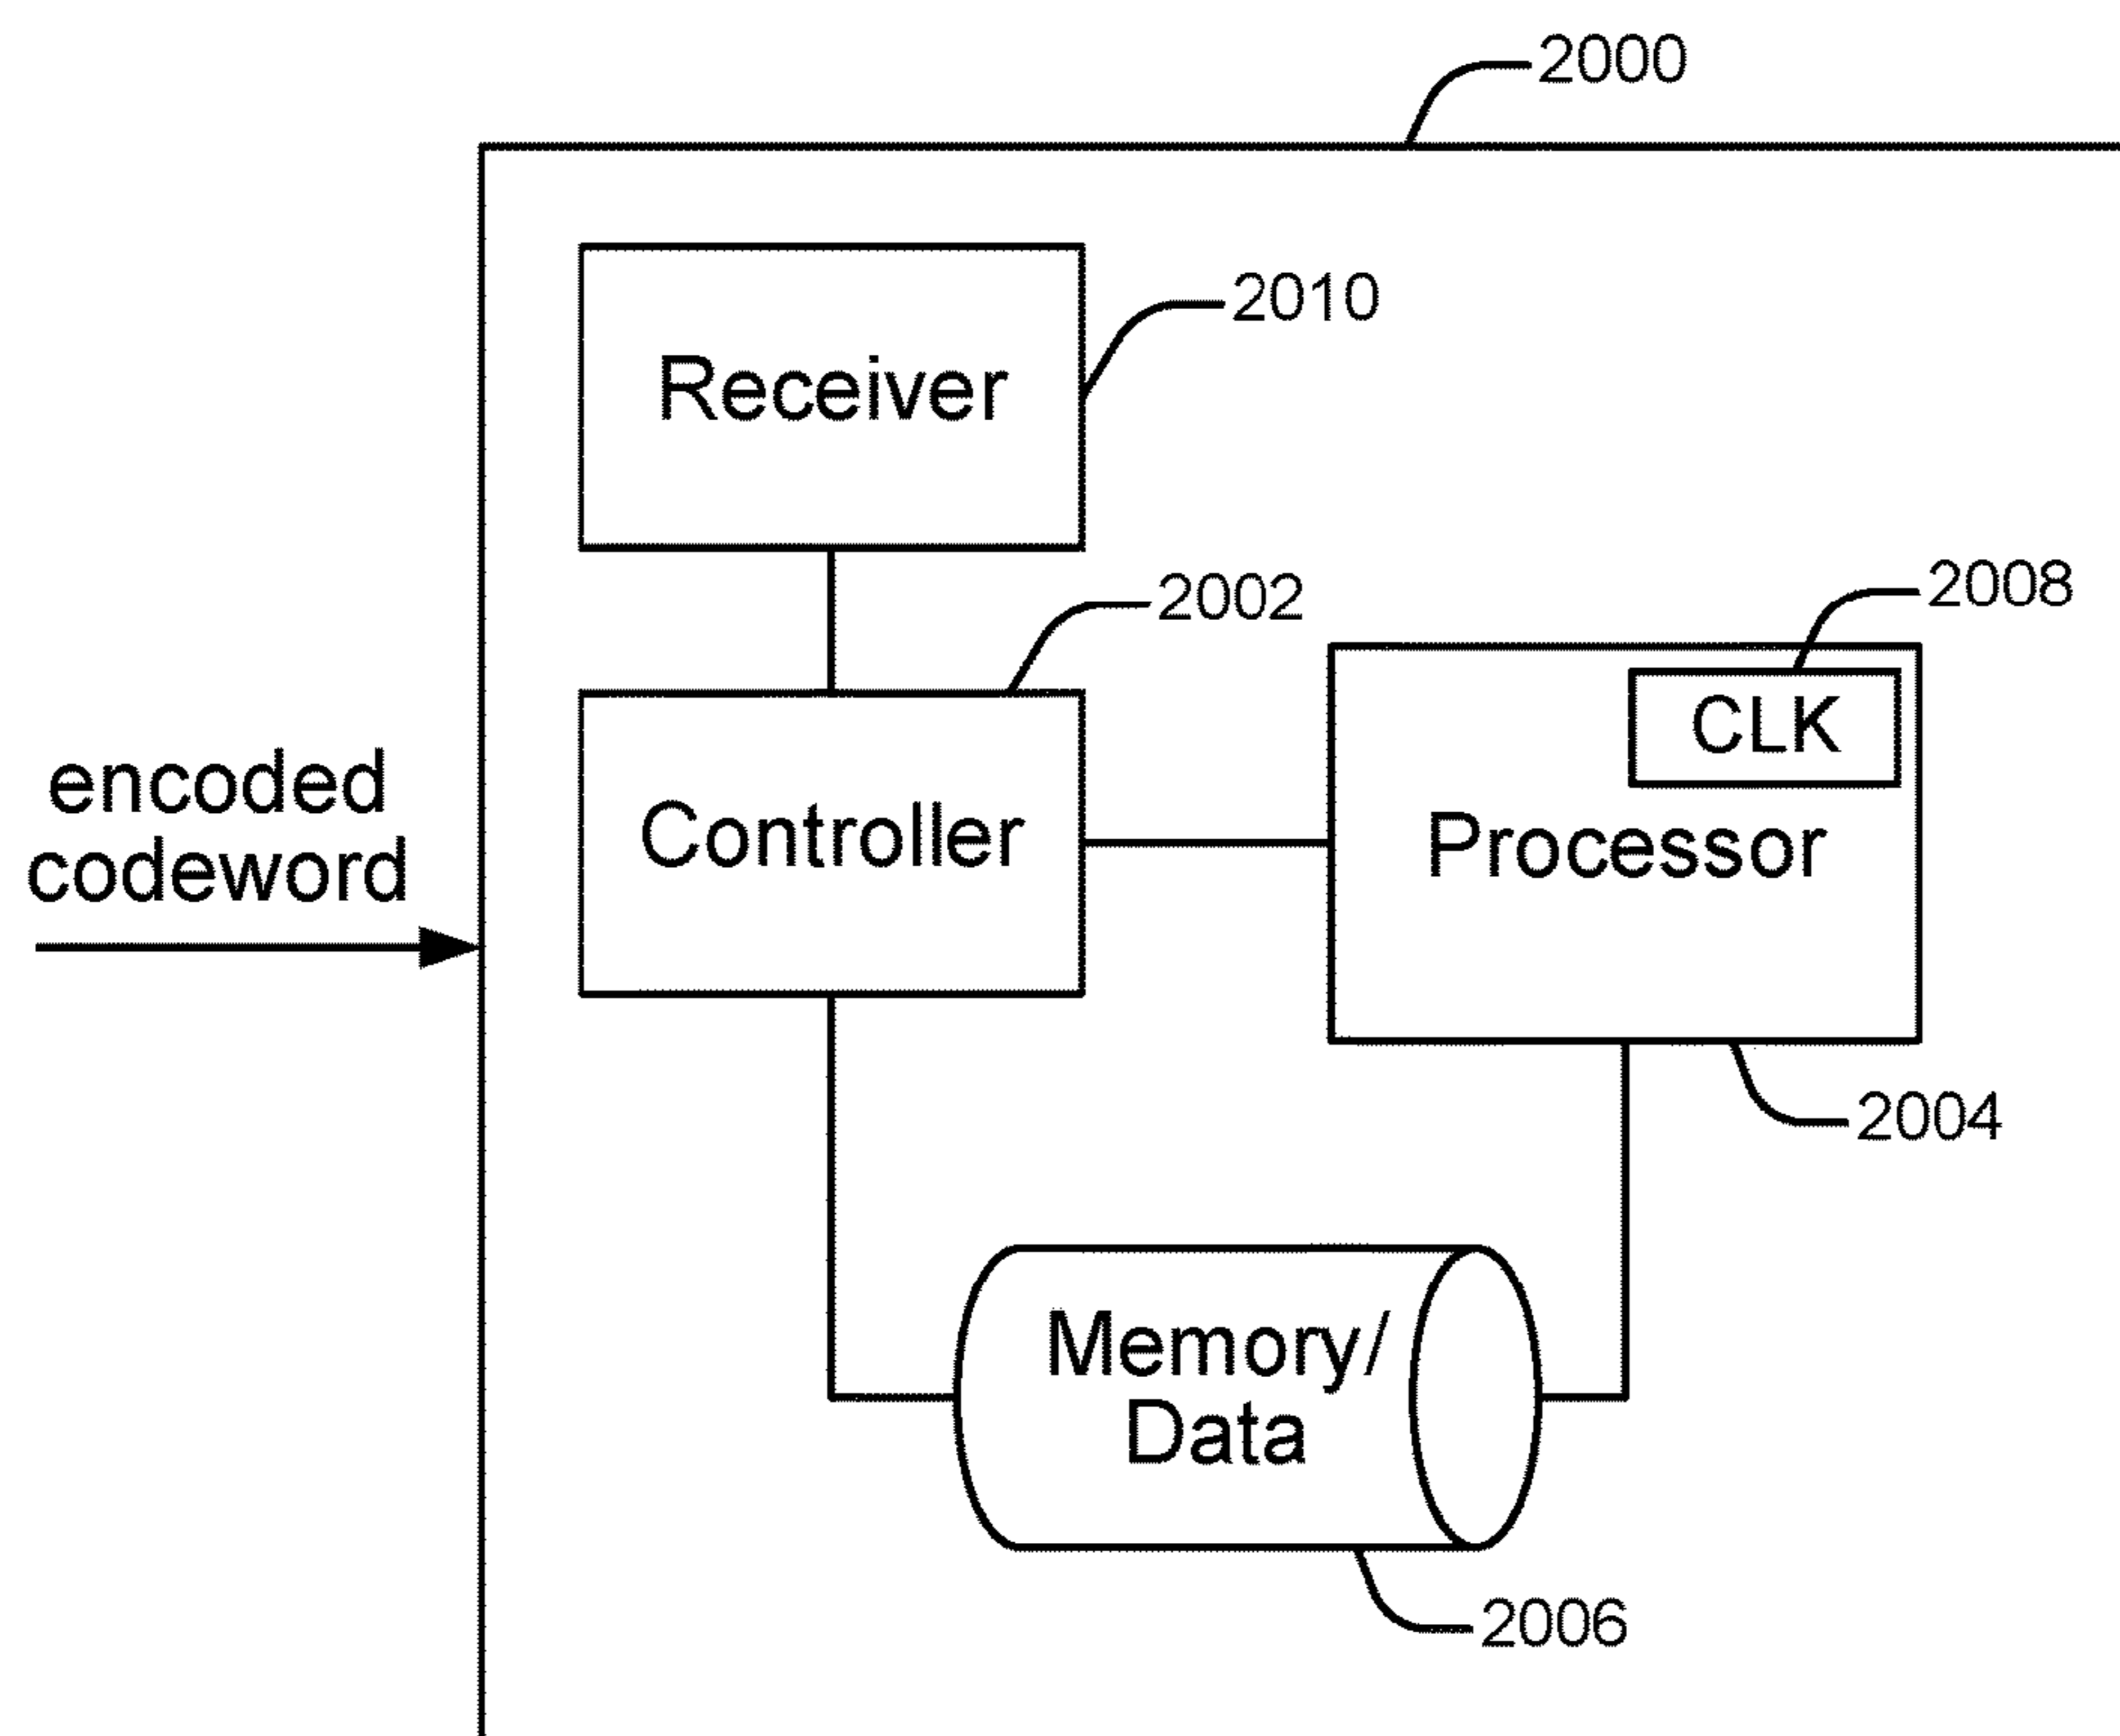 2000
2010
Receiver
2002
2008
CLK
encoded
codeword
Controller
Processor
2004
Memory/
Data
2006